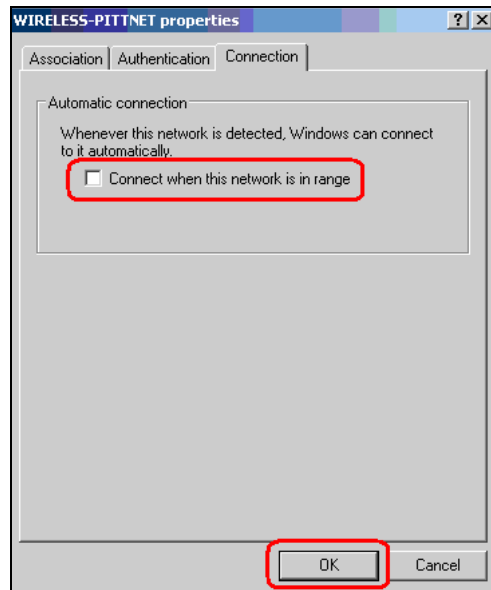 WIRELESS-PITTNET properties ? X
Association Authentication Connection
Automatic connection
Whenever this network is detected, Windows can connect
to it automatically.
Connect when this network is in range
OK Cancel